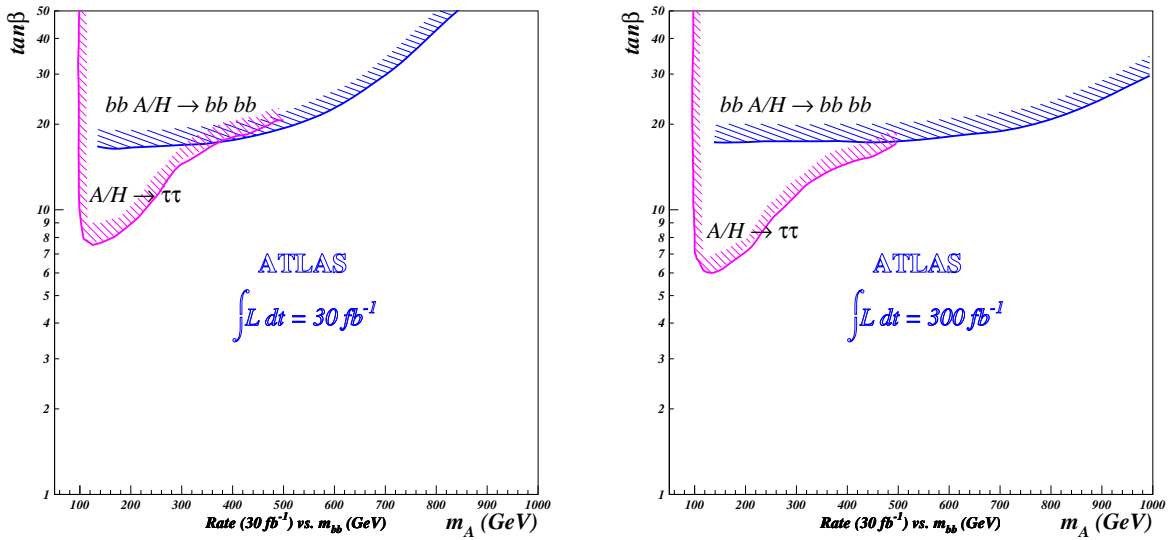 tanβ
50
40
30
20
10
9
8
7
6
5
4
3
2
1
bb A/H → bb bb
A/H → ττ
ATLAS
∫L dt = 30 fb⁻¹
100 200 300 400 500 600 700 800 900 1000
Rate (30 fb⁻¹) vs. m_bb (GeV)
m_A (GeV)
tanβ
50
40
30
20
10
9
8
7
6
5
4
3
2
1
bb A/H → bb bb
A/H → ττ
ATLAS
∫L dt = 300 fb⁻¹
100 200 300 400 500 600 700 800 900 1000
Rate (30 fb⁻¹) vs. m_bb (GeV)
m_A (GeV)